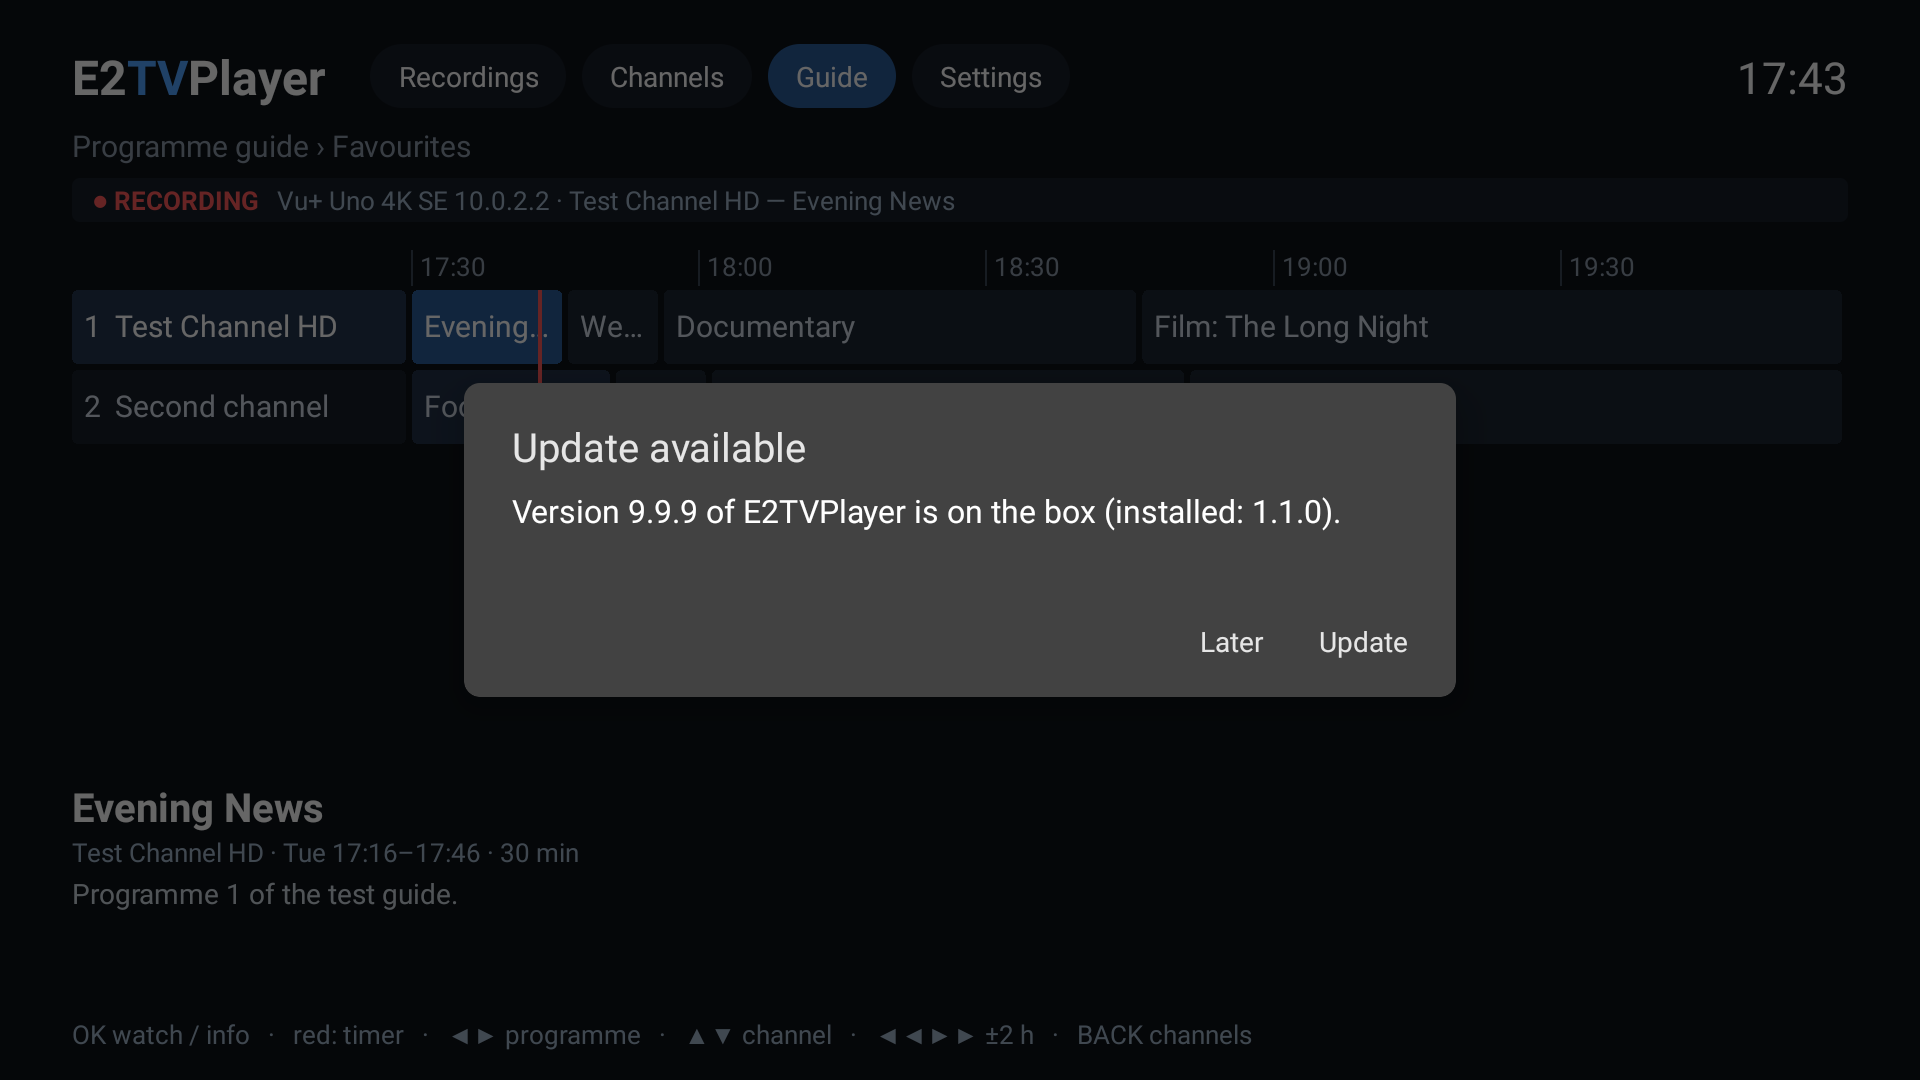 E2TVPlayer Recordings Channels Guide Settings 17:43
Programme guide › Favourites
● RECORDING Vu+ Uno 4K SE 10.0.2.2 · Test Channel HD — Evening News
17:30 18:00 18:30 19:00 19:30
1 Test Channel HD Evening... We... Documentary Film: The Long Night
2 Second channel
Update available
Version 9.9.9 of E2TVPlayer is on the box (installed: 1.1.0).
Later Update
Evening News
Test Channel HD · Tue 17:16–17:46 · 30 min
Programme 1 of the test guide.
OK watch / info · red: timer · ◀ ▶ programme · ▲ ▼ channel · ◀◀ ▶▶ ±2 h · BACK channels